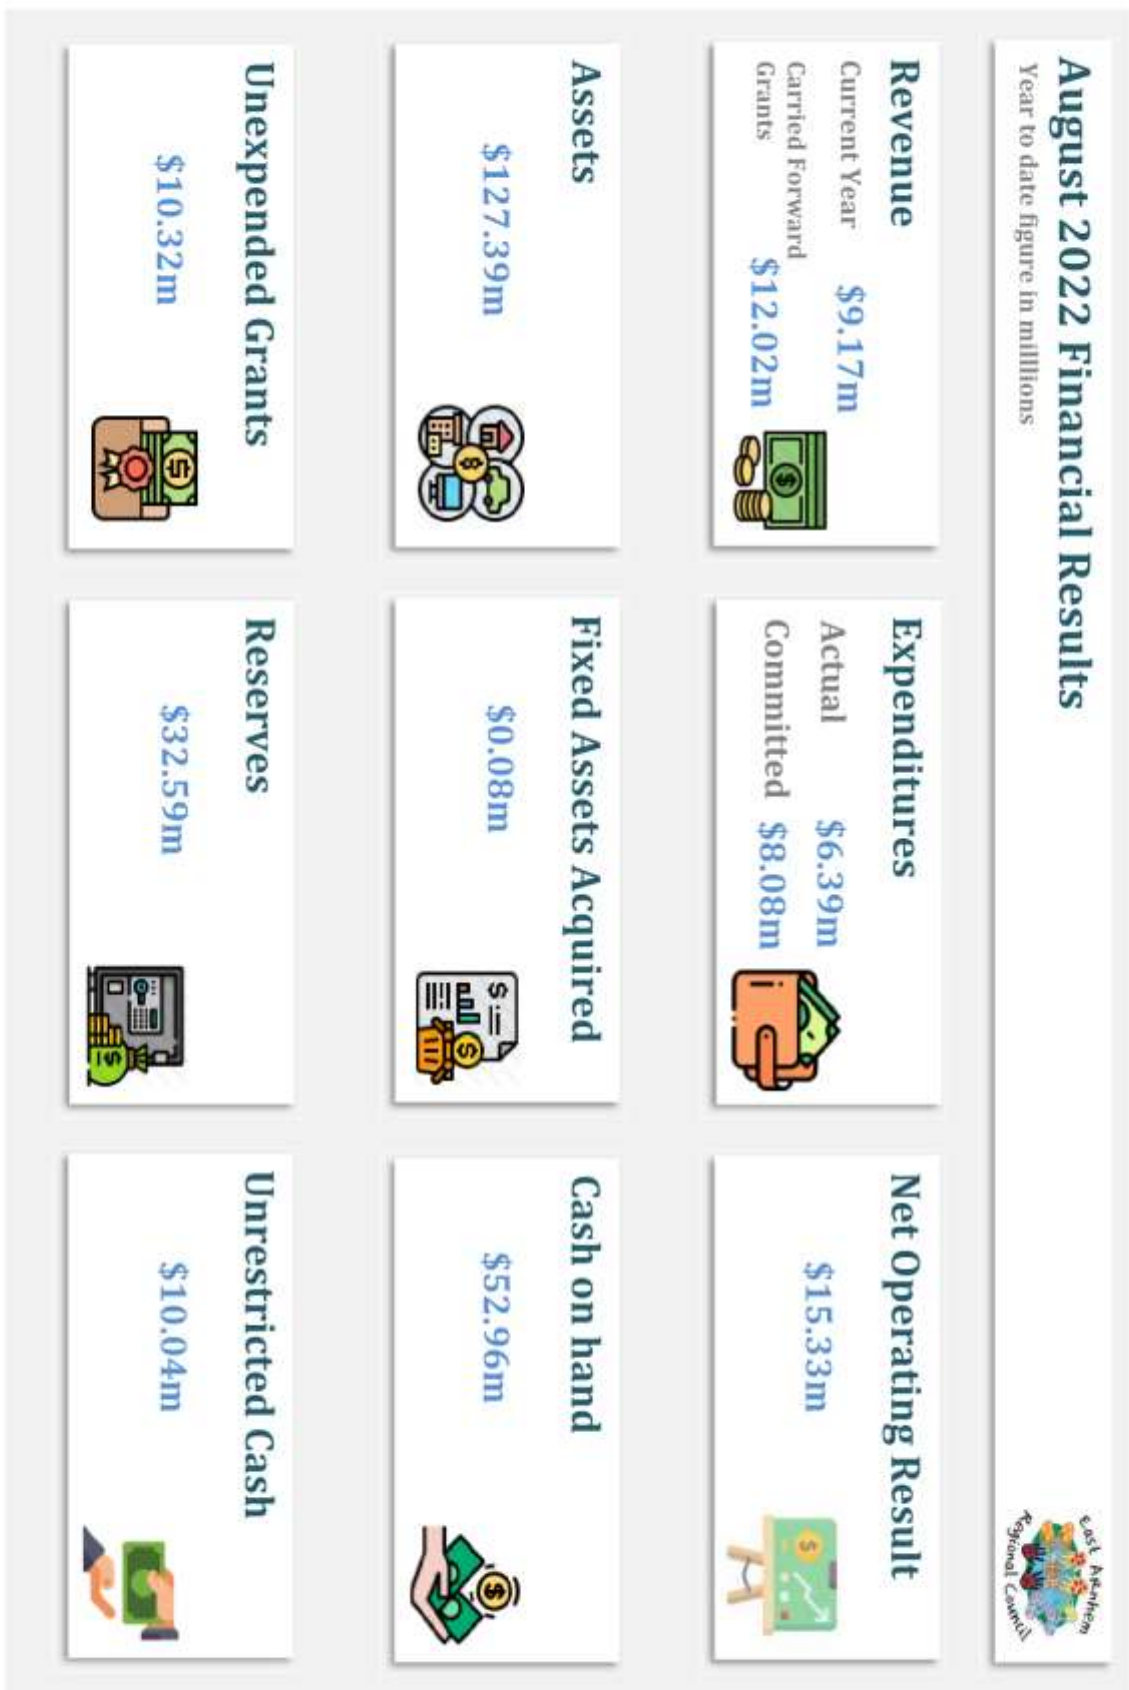 August 2022 Financial Results
Year to date figure in milllions
East Arnhem
Regional Council
Revenue
Current Year $9.17m
Carried Forward
Grants $12.02m
Expenditures
Actual $6.39m
Committed $8.08m
Net Operating Result
$15.33m
Assets
$127.39m
Fixed Assets Acquired
$0.08m
Cash on hand
$52.96m
Unexpended Grants
$10.32m
Reserves
$32.59m
Unrestricted Cash
$10.04m